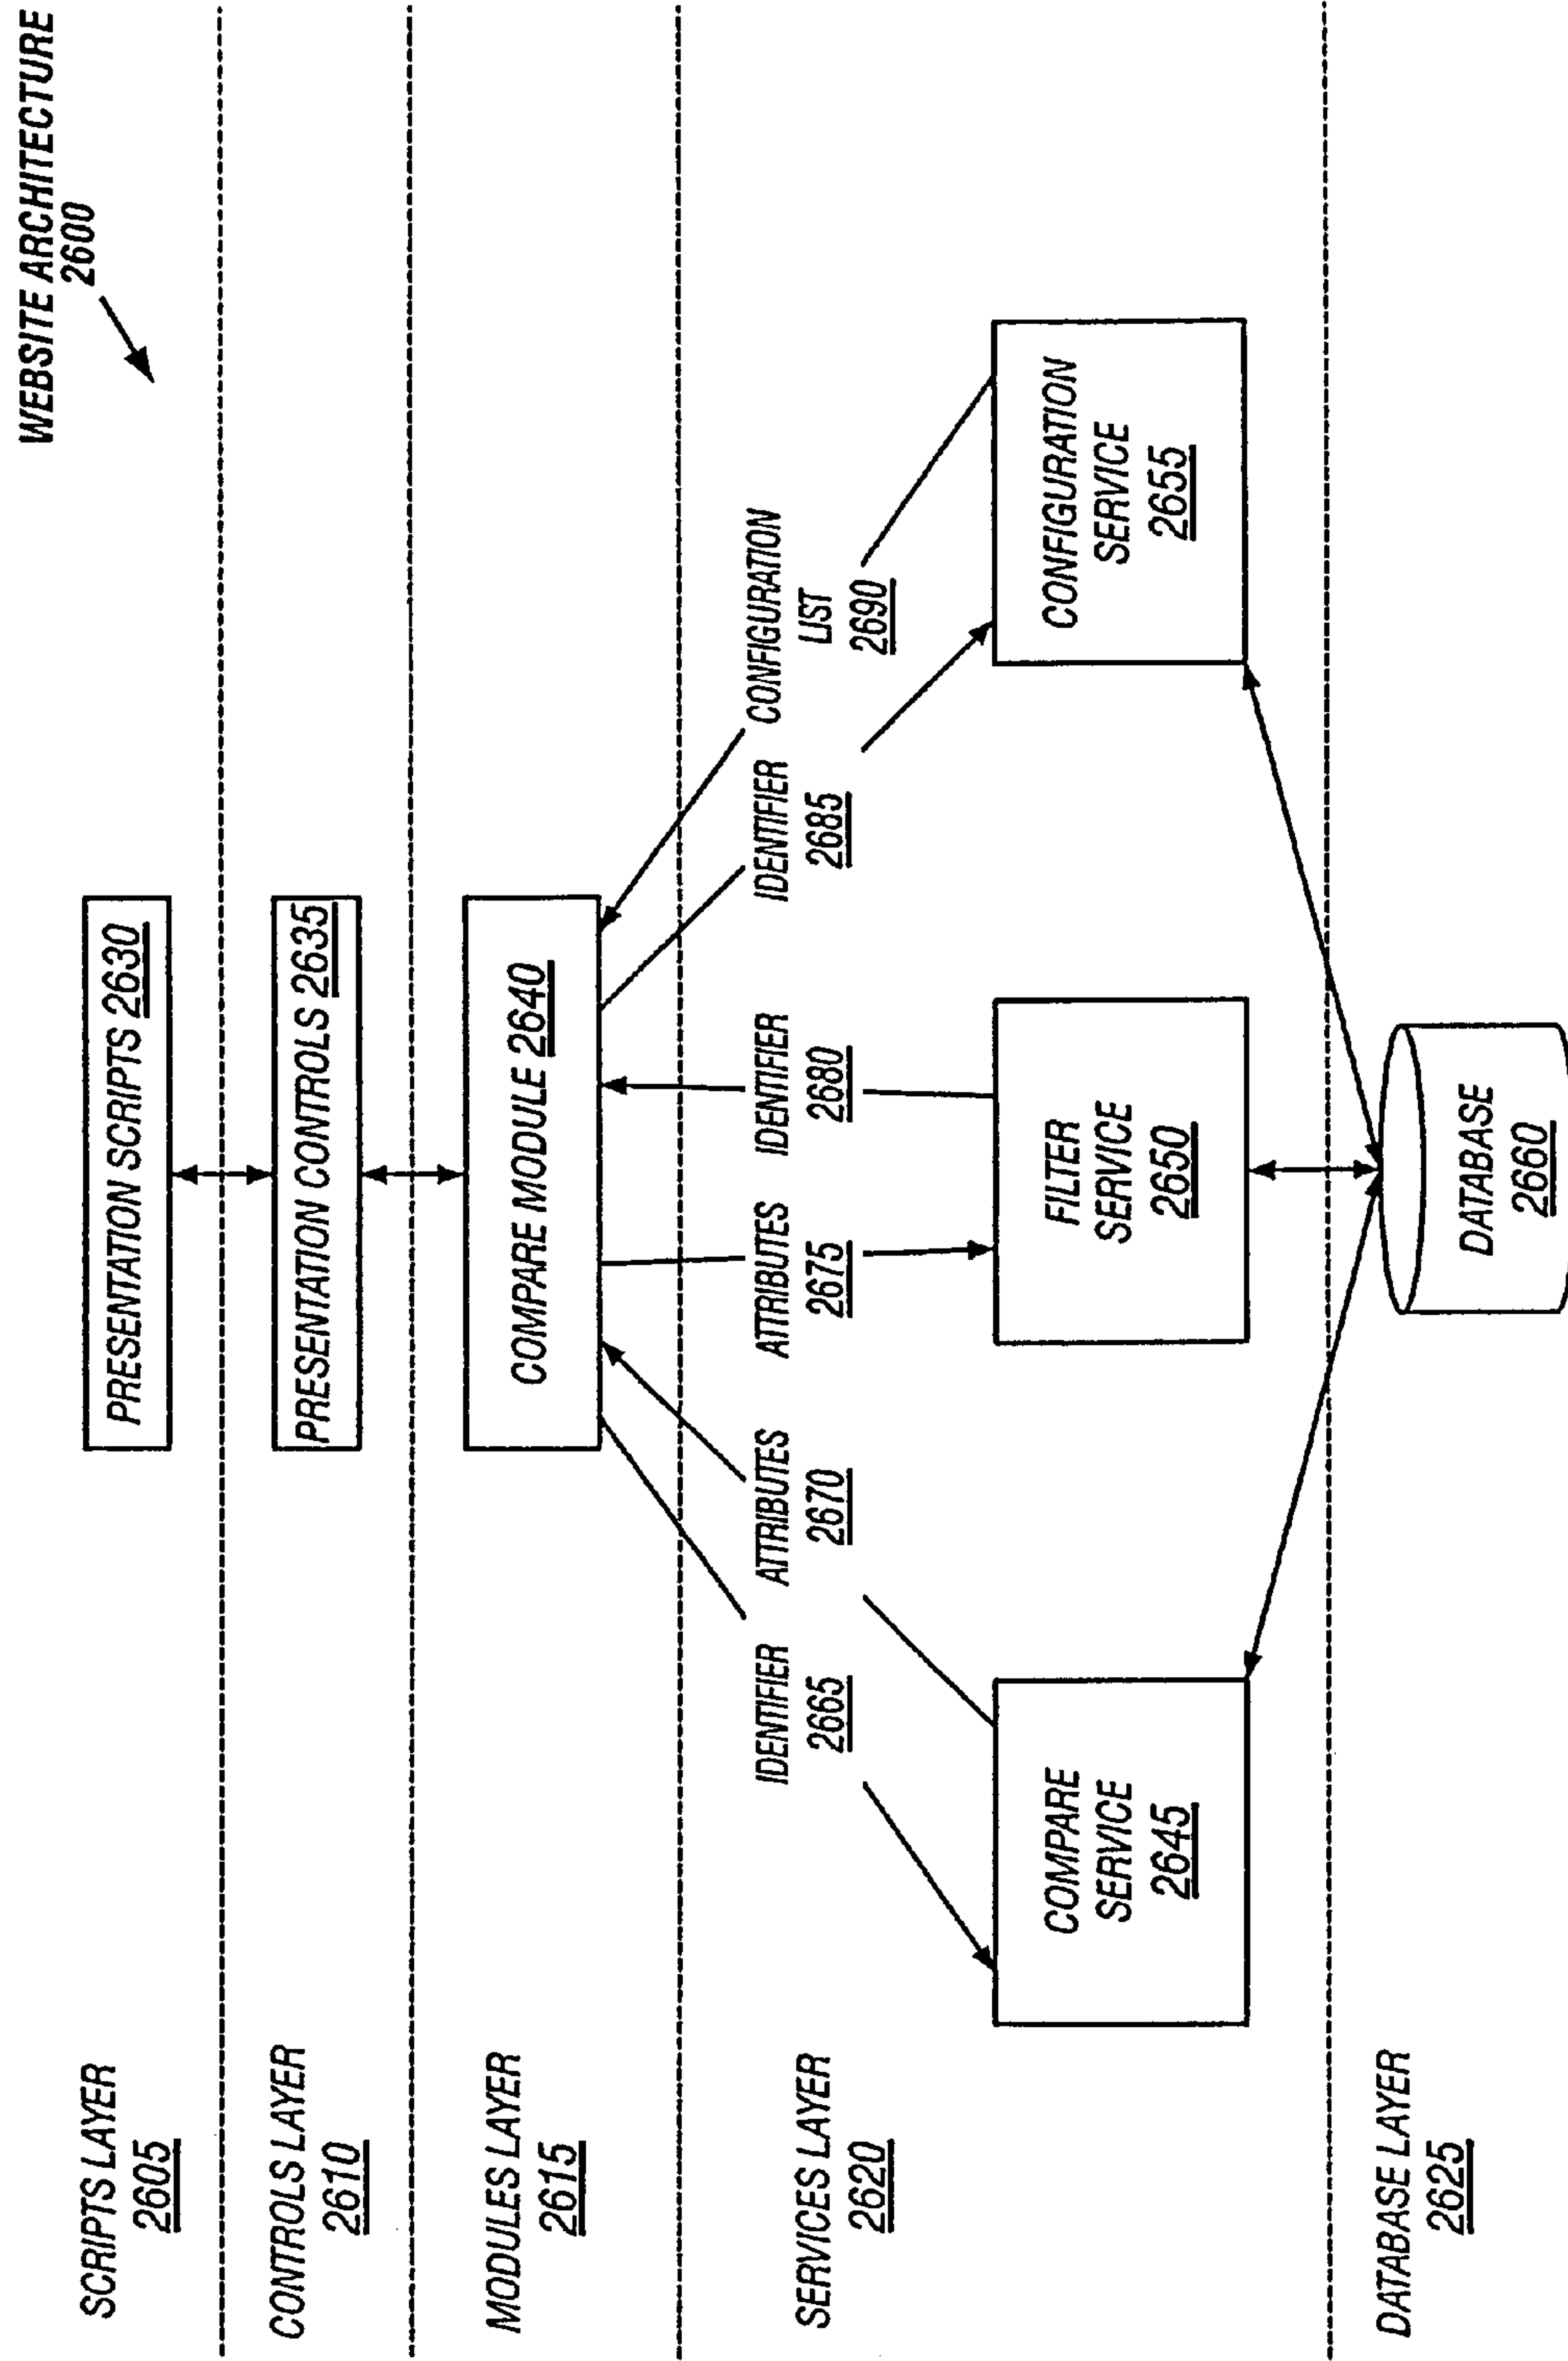 WEBSITE ARCHITECTURE
2600
SCRIPTS LAYER
2605
PRESENTATION SCRIPTS 2630
CONTROLS LAYER
2610
PRESENTATION CONTROLS 2635
MODULES LAYER
2615
COMPARE MODULE 2640
SERVICES LAYER
2620
IDENTIFIER
2665
ATTRIBUTES
2670
ATTRIBUTES
2675
IDENTIFIER
2680
IDENTIFIER
2685
CONFIGURATION
LIST
2690
COMPARE
SERVICE
2645
FILTER
SERVICE
2650
CONFIGURATION
SERVICE
2655
DATABASE LAYER
2625
DATABASE
2660